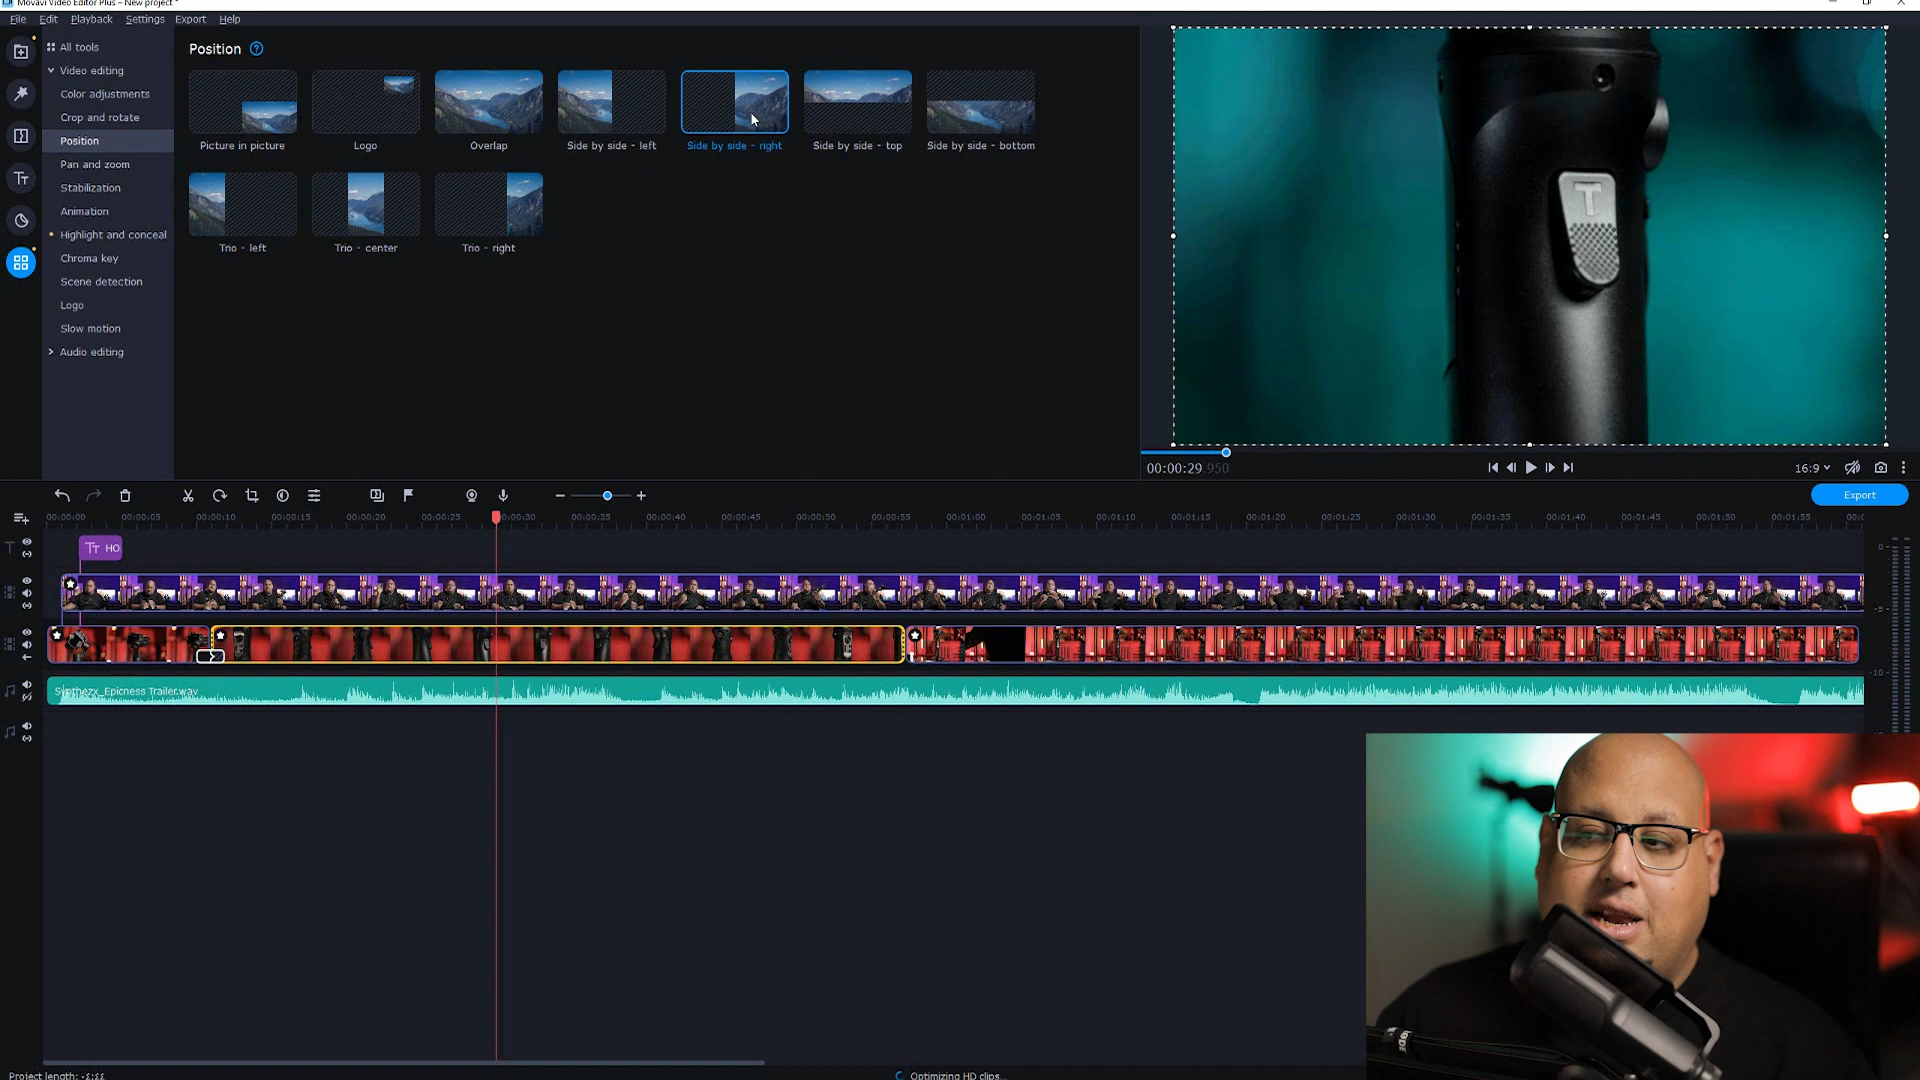 Movavi Video Editor Plus – New project *
File Edit Playback Settings Export Help
All tools
Video editing
Color adjustments
Crop and rotate
Position
Pan and zoom
Stabilization
Animation
Highlight and conceal
Chroma key
Scene detection
Logo
Slow motion
Audio editing
Position ?
Picture in picture
Logo
Overlap
Side by side - left
Side by side - right
Side by side - top
Side by side - bottom
Trio - left
Trio - center
Trio - right
T
00:00:29.950
16:9
Export
00:00:00 00:00:05 00:00:10 00:00:15 00:00:20 00:00:25 00:00:30 00:00:35 00:00:40 00:00:45 00:00:50 00:00:55 00:01:00 00:01:05 00:01:10 00:01:15 00:01:20 00:01:25 00:01:30 00:01:35 00:01:40 00:01:45 00:01:50 00:01:55
Tт HO
0
-5
-10
Synthezx_Epicness Trailer.wav
Project length:
Optimizing HD clips...